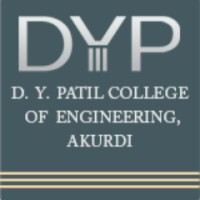 DYP
D. Y. PATIL COLLEGE
OF ENGINEERING,
AKURDI